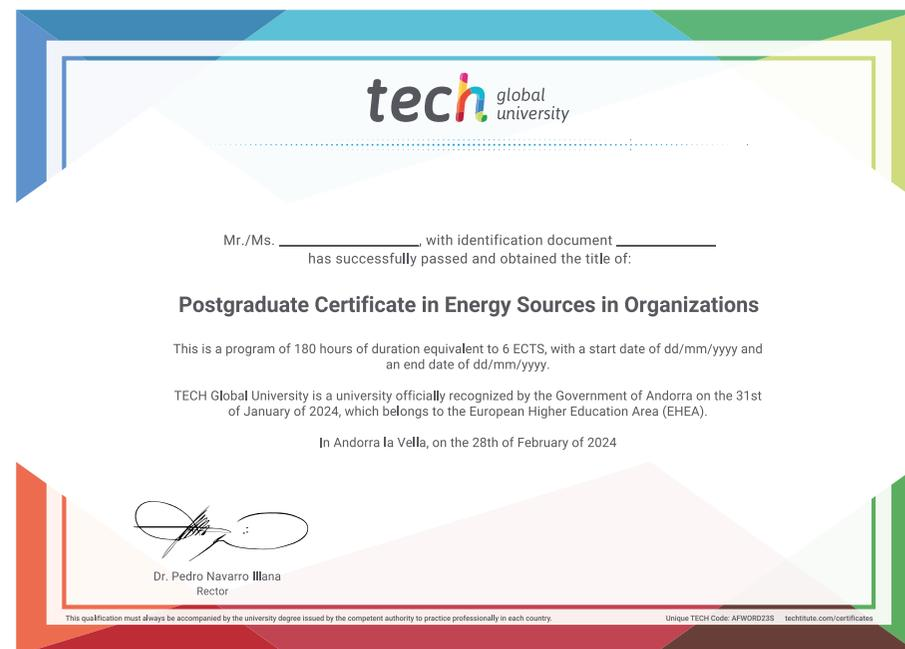 tech global
university
Mr./Ms. ____________, with identification document ____________
has successfully passed and obtained the title of:
Postgraduate Certificate in Energy Sources in Organizations
This is a program of 180 hours of duration equivalent to 6 ECTS, with a start date of dd/mm/yyyy and
an end date of dd/mm/yyyy.
TECH Global University is a university officially recognized by the Government of Andorra on the 31st
of January of 2024, which belongs to the European Higher Education Area (EHEA).
In Andorra la Vella, on the 28th of February of 2024
Dr. Pedro Navarro Illana
Rector
This qualification must always be accompanied by the university degree issued by the competent authority to practice professionally in each country. Unique TECH Code: AFWORD23S techtitute.com/certificates